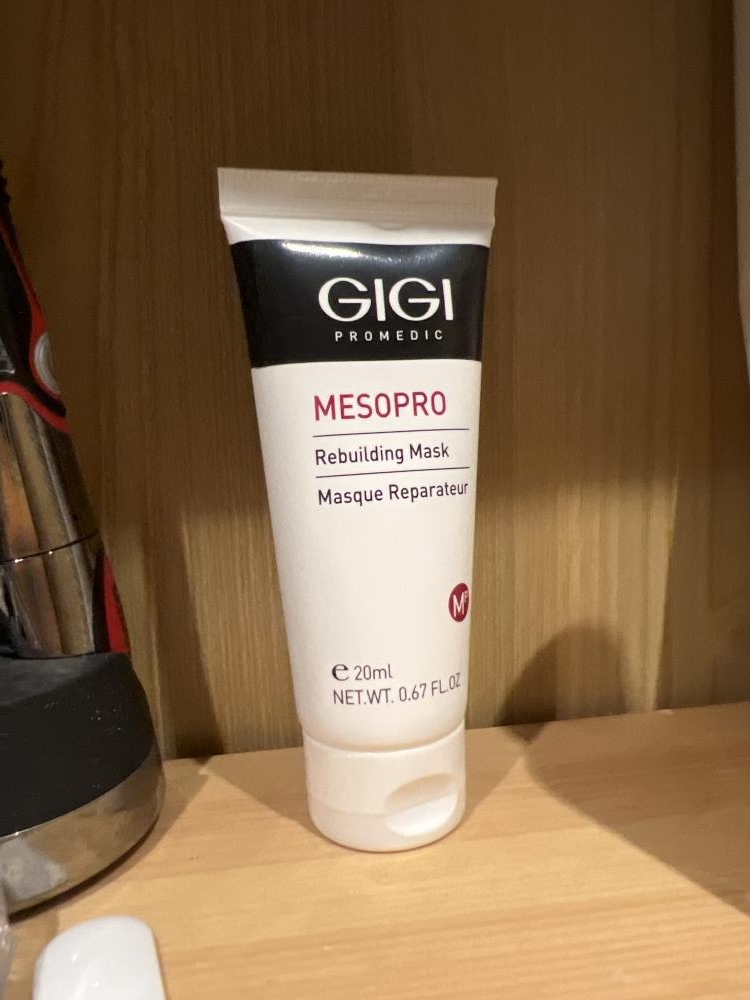 GIGI
PROMEDIC
MESOPRO
Rebuilding Mask
Masque Reparateur
MP
e 20ml
NET.WT. 0.67 FL.OZ